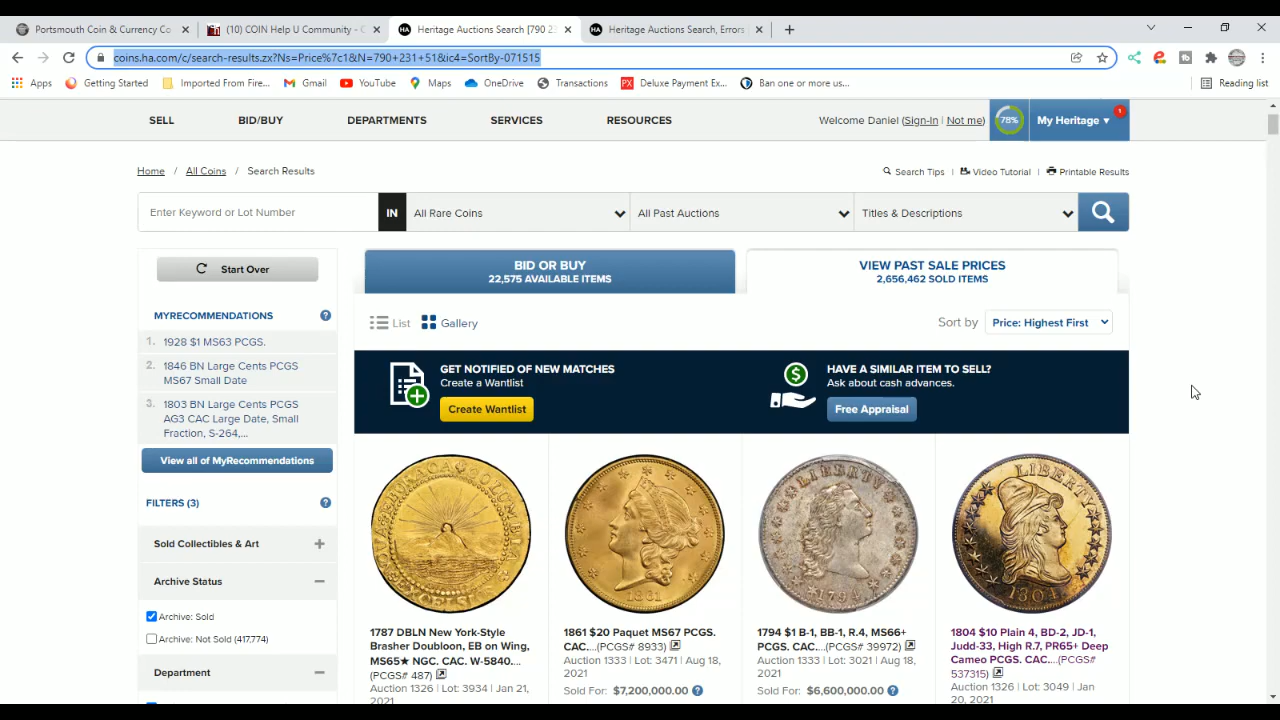 Portsmouth Coin & Currency Co
(10) COIN Help U Community - C
Heritage Auctions Search [790 23
Heritage Auctions Search, Errors |
coins.ha.com/c/search-results.zx?Ns=Price%7c1&N=790+231+51&ic4=SortBy-071515
Apps
Getting Started
Imported From Fire...
Gmail
YouTube
Maps
OneDrive
Transactions
Deluxe Payment Ex...
Ban one or more us...
Reading list
SELL
BID/BUY
DEPARTMENTS
SERVICES
RESOURCES
Welcome Daniel (Sign-In | Not me)
78%
My Heritage
1
Home / All Coins / Search Results
Search Tips | Video Tutorial | Printable Results
Enter Keyword or Lot Number
IN
All Rare Coins
All Past Auctions
Titles & Descriptions
Start Over
BID OR BUY
22,575 AVAILABLE ITEMS
VIEW PAST SALE PRICES
2,656,462 SOLD ITEMS
MYRECOMMENDATIONS
1. 1928 $1 MS63 PCGS.
2. 1846 BN Large Cents PCGS
MS67 Small Date
3. 1803 BN Large Cents PCGS
AG3 CAC Large Date, Small
Fraction, S-264,...
View all of MyRecommendations
FILTERS (3)
Sold Collectibles & Art
Archive Status
Archive: Sold
Archive: Not Sold (417,774)
Department
List
Gallery
Sort by
Price: Highest First
GET NOTIFIED OF NEW MATCHES
Create a Wantlist
Create Wantlist
HAVE A SIMILAR ITEM TO SELL?
Ask about cash advances.
Free Appraisal
1787 DBLN New York-Style
Brasher Doubloon, EB on Wing,
MS65★ NGC. CAC. W-5840....
(PCGS# 487)
Auction 1326 | Lot: 3934 | Jan 21,
2021
1861
1861 $20 Paquet MS67 PCGS.
CAC....(PCGS# 8933)
Auction 1333 | Lot: 3471 | Aug 18,
2021
Sold For: $7,200,000.00
LIBERTY
1794
1794 $1 B-1, BB-1, R.4, MS66+
PCGS. CAC....(PCGS# 39972)
Auction 1333 | Lot: 3021 | Aug 18,
2021
Sold For: $6,600,000.00
LIBERTY
1804
1804 $10 Plain 4, BD-2, JD-1,
Judd-33, High R.7, PR65+ Deep
Cameo PCGS. CAC....(PCGS#
537315)
Auction 1326 | Lot: 3049 | Jan
20, 2021